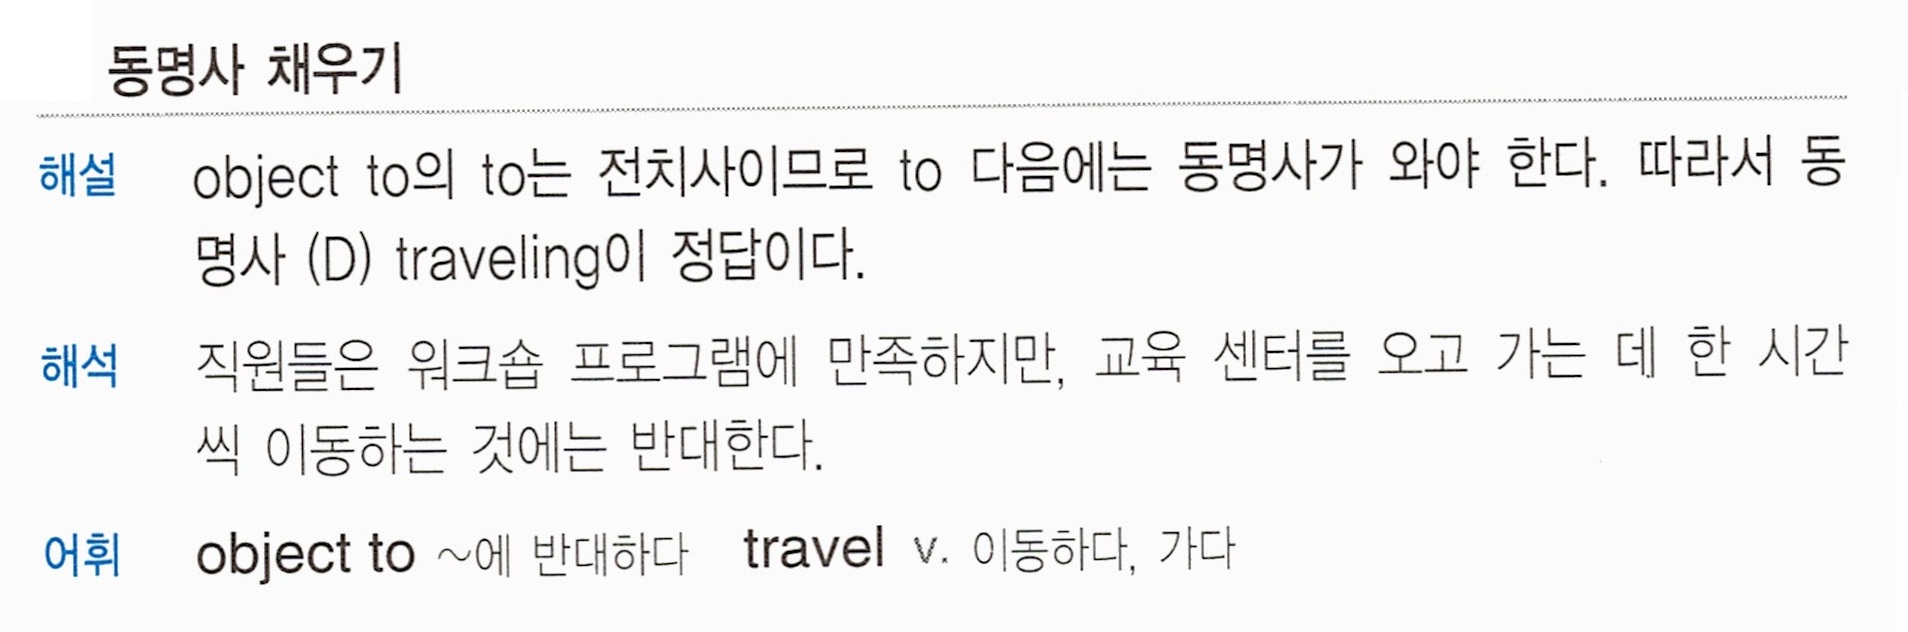 동명사 채우기
해설 object to의 to는 전치사이므로 to 다음에는 동명사가 와야 한다. 따라서 동
명사 (D) traveling이 정답이다.
해석 직원들은 워크숍 프로그램에 만족하지만, 교육 센터를 오고 가는 데 한 시간
씩 이동하는 것에는 반대한다.
어휘 object to ~에 반대하다 travel v. 이동하다, 가다